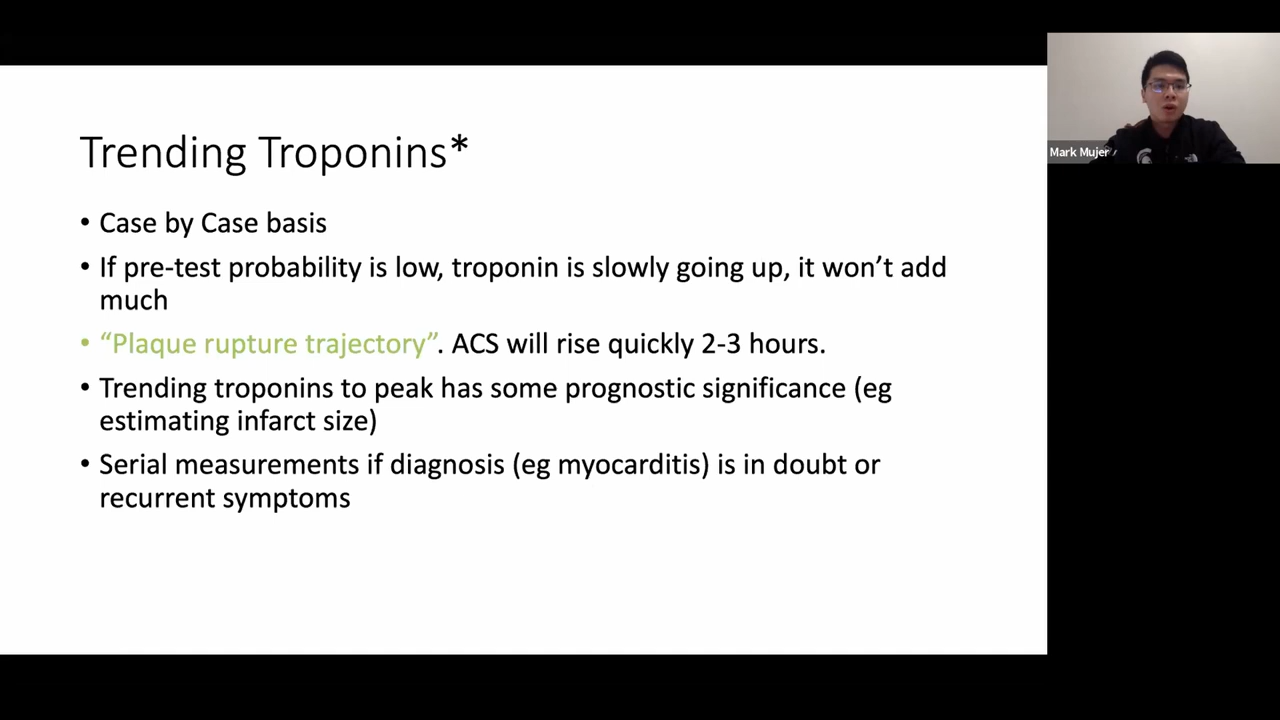 Trending Troponins*
• Case by Case basis
• If pre-test probability is low, troponin is slowly going up, it won’t add
much
• “Plaque rupture trajectory”. ACS will rise quickly 2-3 hours.
• Trending troponins to peak has some prognostic significance (eg
estimating infarct size)
• Serial measurements if diagnosis (eg myocarditis) is in doubt or
recurrent symptoms
Mark Mujer